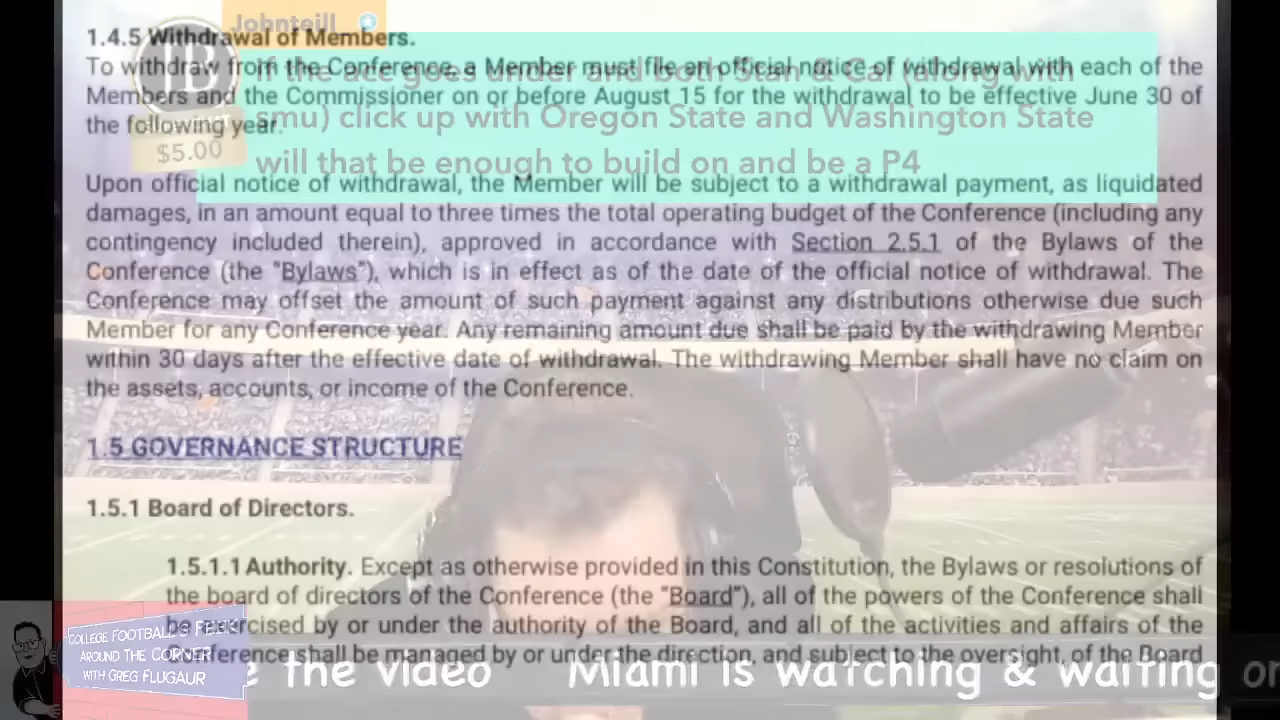 1.4.5 Withdrawal of Members.
To withdraw from the Conference, a Member must file an official notice of withdrawal with each of the
Members and the Commissioner on or before August 15 for the withdrawal to be effective June 30 of
the following year.
Johnteill
If the acc goes under and both Stan & Cal (along with
smu) click up with Oregon State and Washington State
will that be enough to build on and be a P4
$5.00
Upon official notice of withdrawal, the Member will be subject to a withdrawal payment, as liquidated
damages, in an amount equal to three times the total operating budget of the Conference (including any
contingency included therein), approved in accordance with Section 2.5.1 of the Bylaws of the
Conference (the "Bylaws"), which is in effect as of the date of the official notice of withdrawal. The
Conference may offset the amount of such payment against any distributions otherwise due such
Member for any Conference year. Any remaining amount due shall be paid by the withdrawing Member
within 30 days after the effective date of withdrawal. The withdrawing Member shall have no claim on
the assets, accounts, or income of the Conference.
1.5 GOVERNANCE STRUCTURE
1.5.1 Board of Directors.
1.5.1.1 Authority. Except as otherwise provided in this Constitution, the Bylaws or resolutions of
the board of directors of the Conference (the "Board"), all of the powers of the Conference shall
be exercised by or under the authority of the Board, and all of the activities and affairs of the
Conference shall be managed by or under the direction, and subject to the oversight, of the Board
COLLEGE FOOTBALL'S PEEK
AROUND THE CORNER
WITH GREG FLUGAUR
the video Miami is watching & waiting